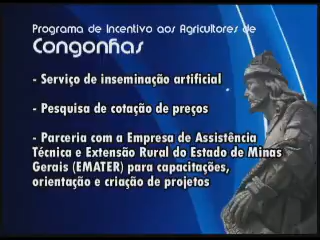 Programa de Incentivo aos Agricultores de
Congonhas
- Serviço de inseminação artificial
- Pesquisa de cotação de preços
- Parceria com a Empresa de Assistência
Técnica e Extensão Rural do Estado de Minas
Gerais (EMATER) para capacitações,
orientação e criação de projetos